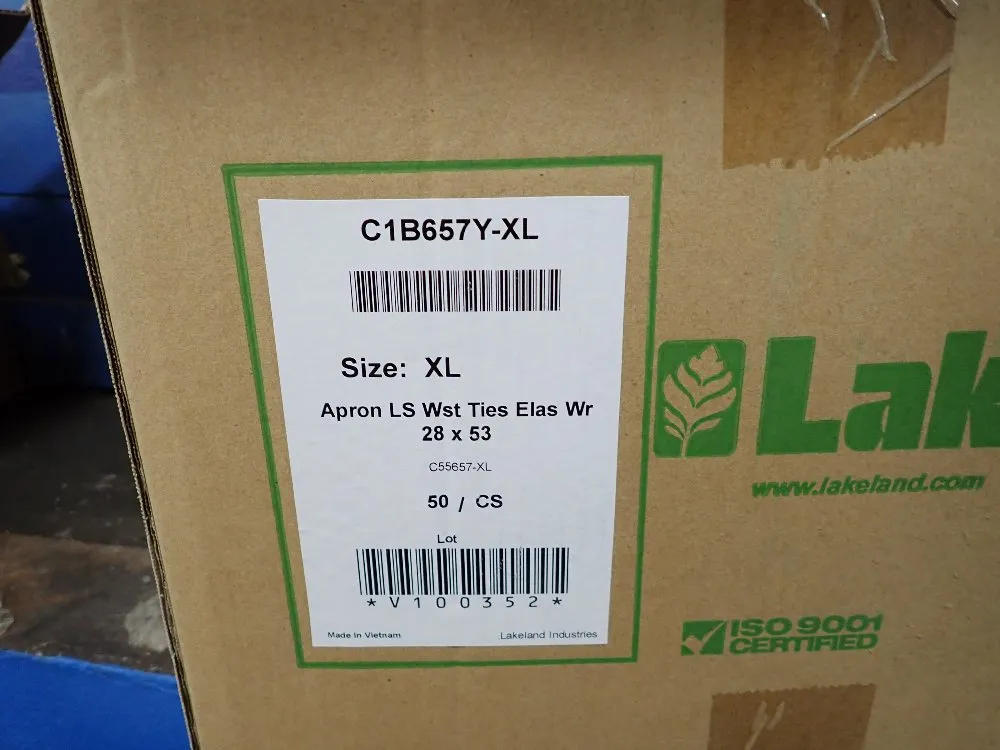 C1B657Y-XL
Size: XL
Apron LS Wst Ties Elas Wr
28 x 53
C55657-XL
50 / CS
Lot
*V100352*
Made in Vietnam
Lakeland Industries
Lak
www.lakeland.com
ISO 9001
CERTIFIED